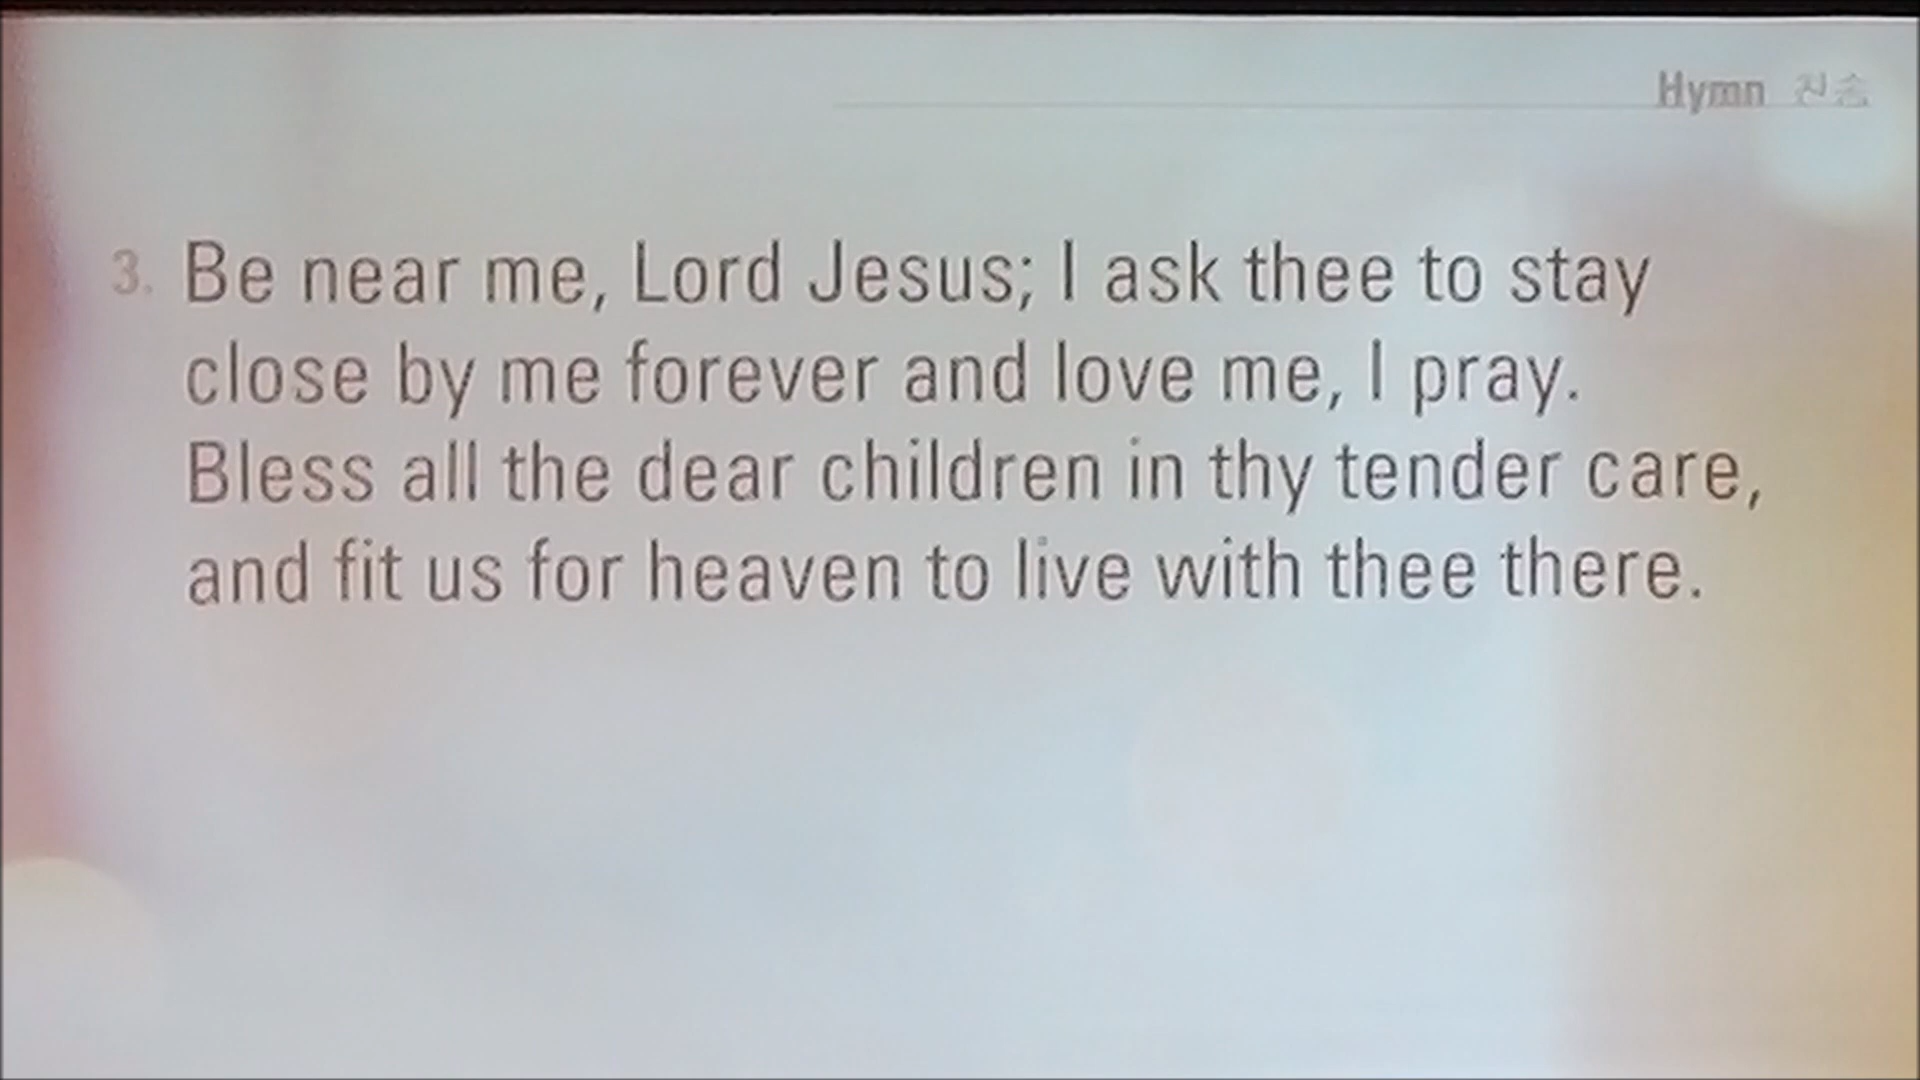 Hymn 찬송
3. Be near me, Lord Jesus; I ask thee to stay
close by me forever and love me, I pray.
Bless all the dear children in thy tender care,
and fit us for heaven to live with thee there.